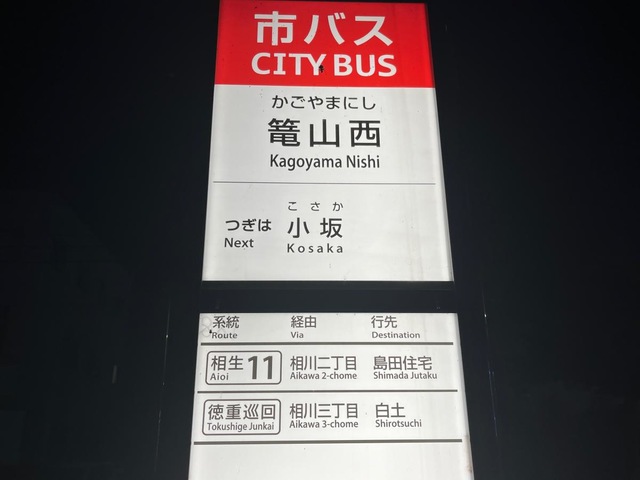 市バス
CITY BUS
かごやまにし
篭山西
Kagoyama Nishi
こさか
つぎは 小坂
Next Kosaka
系統 経由 行先
Route Via Destination
相生 11 相川二丁目 島田住宅
Aioi Aikawa 2-chome Shimada Jutaku
徳重巡回 相川三丁目 白土
Tokushige Junkai Aikawa 3-chome Shirotsuchi